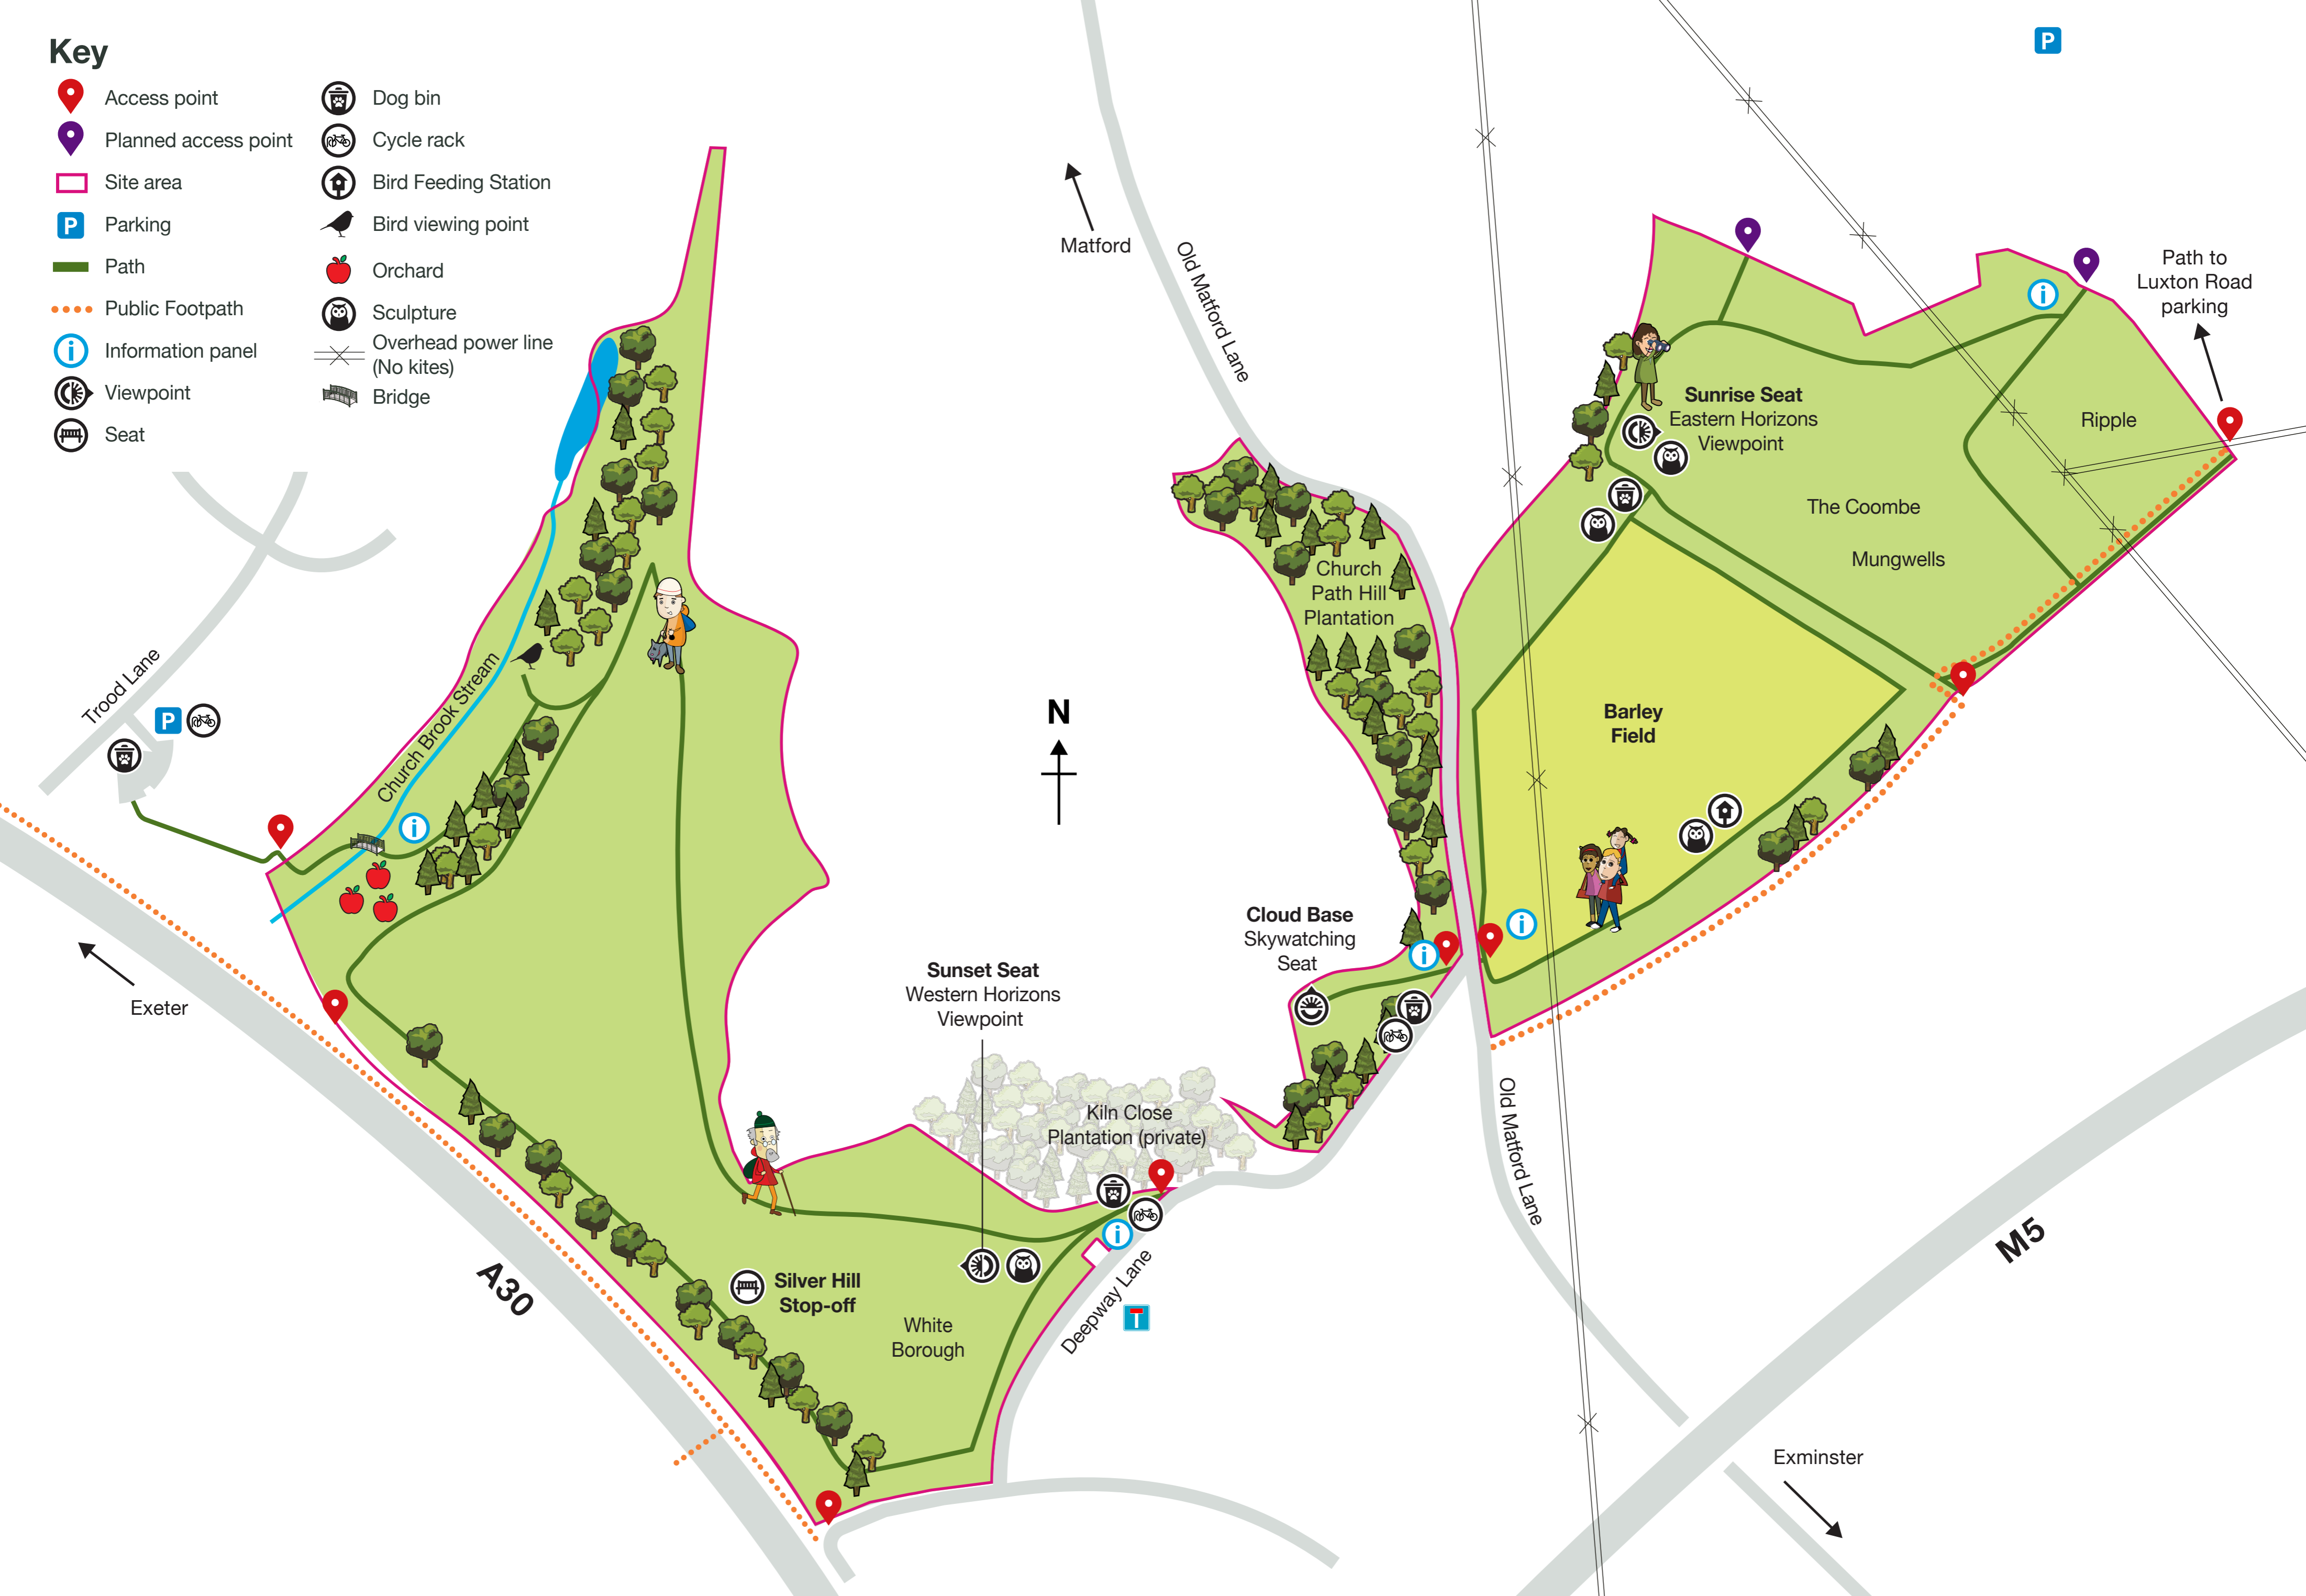 Key
Access point
Planned access point
Site area
P
Parking
Path
Public Footpath
i
Information panel
Viewpoint
Seat
Dog bin
Cycle rack
Bird Feeding Station
Bird viewing point
Orchard
Sculpture
Overhead power line
(No kites)
Bridge
P
Matford
Old Matford Lane
Path to
Luxton Road
parking
i
Sunrise Seat
Eastern Horizons
Viewpoint
Ripple
The Coombe
Mungwells
Church
Path Hill
Plantation
Trood Lane
P
Church Brook Stream
i
N
Barley
Field
Exeter
Cloud Base
Skywatching
Seat
i
i
Sunset Seat
Western Horizons
Viewpoint
Kiln Close
Plantation (private)
Old Matford Lane
M5
A30
Silver Hill
Stop-off
White
Borough
i
Deepway Lane
T
Exminster